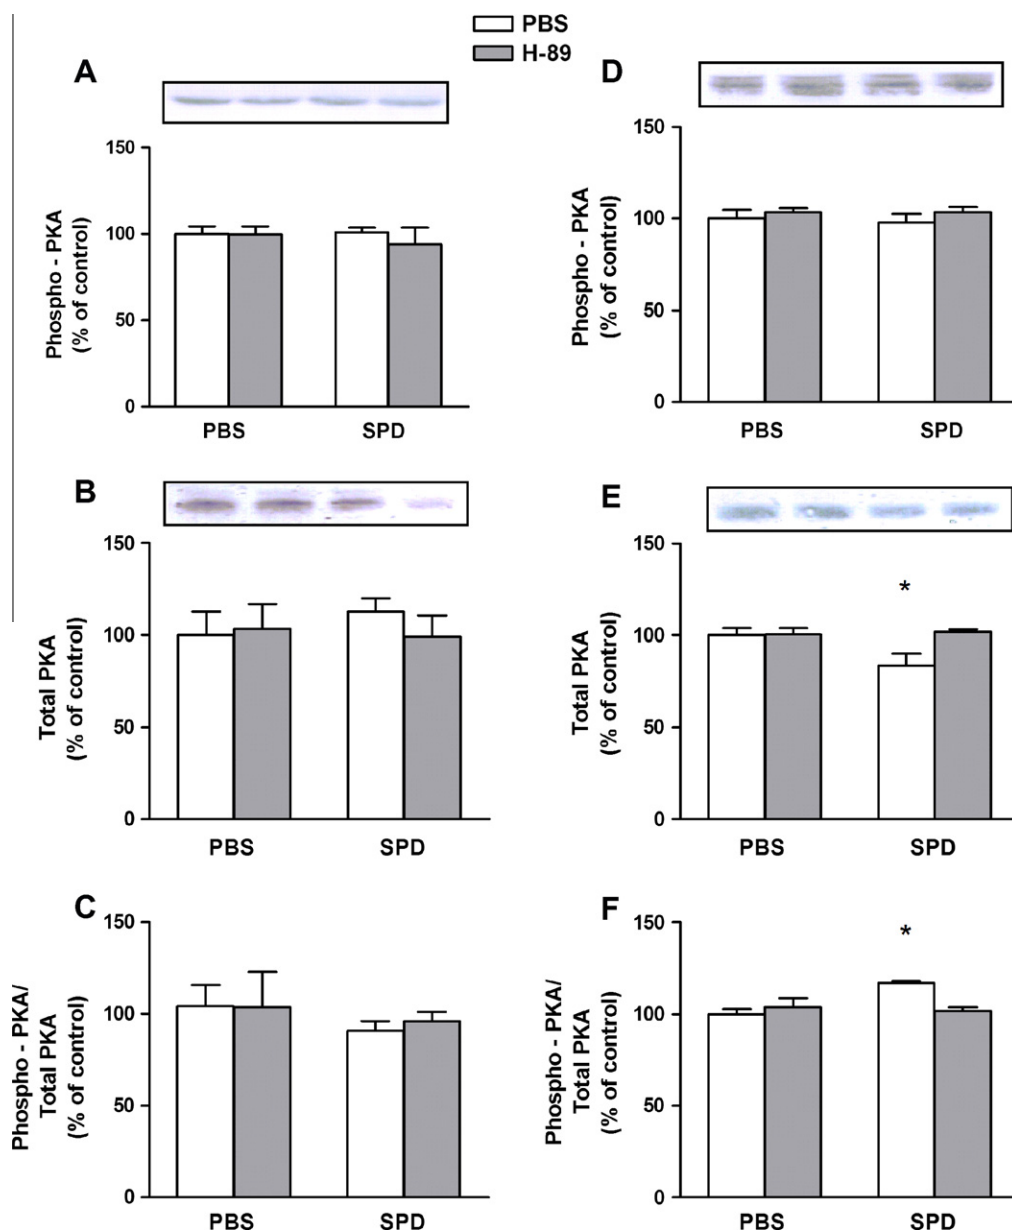 PBS
H-89
A
150
100
50
0
Phospho - PKA
(% of control)
PBS SPD
D
150
100
50
0
Phospho - PKA
(% of control)
PBS SPD
B
150
100
50
0
Total PKA
(% of control)
PBS SPD
E
150
100
50
0
Total PKA
(% of control)
*
PBS SPD
C
150
100
50
0
Phospho - PKA/
Total PKA
(% of control)
PBS SPD
F
150
100
50
0
Phospho - PKA/
Total PKA
(% of control)
*
PBS SPD